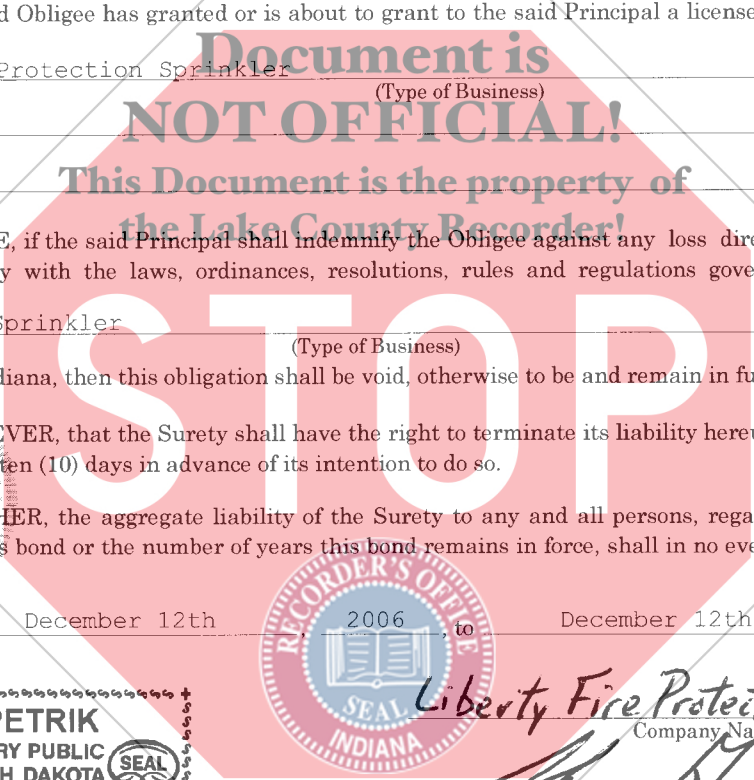 d Obligee has granted or is about to grant to the said Principal a license
Document is
Protection Sprinkler
(Type of Business)
NOT OFFICIAL!
This Document is the property of
the Lake County Recorder!
E, if the said Principal shall indemnify the Obligee against any loss dire
y with the laws, ordinances, resolutions, rules and regulations gove
Sprinkler
(Type of Business)
STOP
diana, then this obligation shall be void, otherwise to be and remain in fu
EVER, that the Surety shall have the right to terminate its liability hereu
ten (10) days in advance of its intention to do so.
HER, the aggregate liability of the Surety to any and all persons, rega
s bond or the number of years this bond remains in force, shall in no eve
December 12th, 2006, to December 12th
RECORDER'S OFFICE
SEAL
INDIANA
Liberty Fire Protec
Company Na
PETRIK
RY PUBLIC
SEAL
H DAKOTA